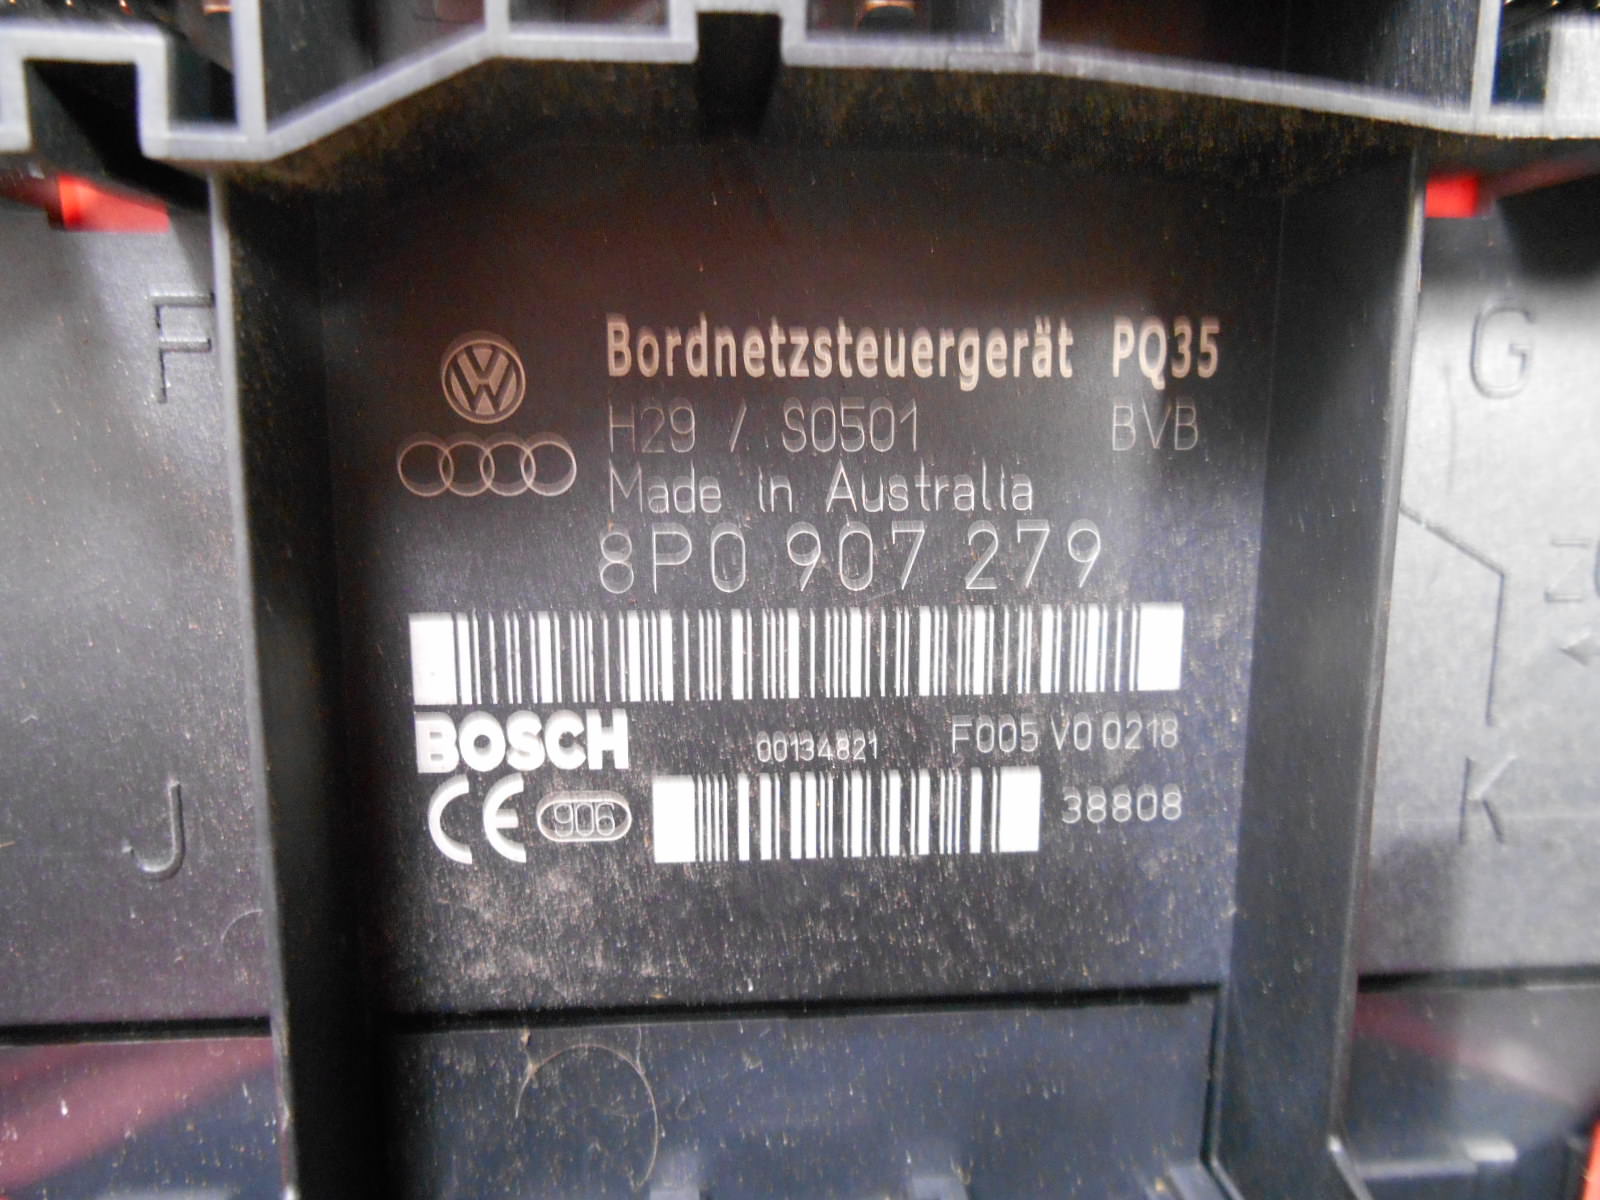 Bordnetzsteuergerät PQ35
H29 / S0501 BVB
Made in Australia
8P0 907 279
BOSCH 00134821 F005 V0 0218
CE 906 38808
F
G
J
K